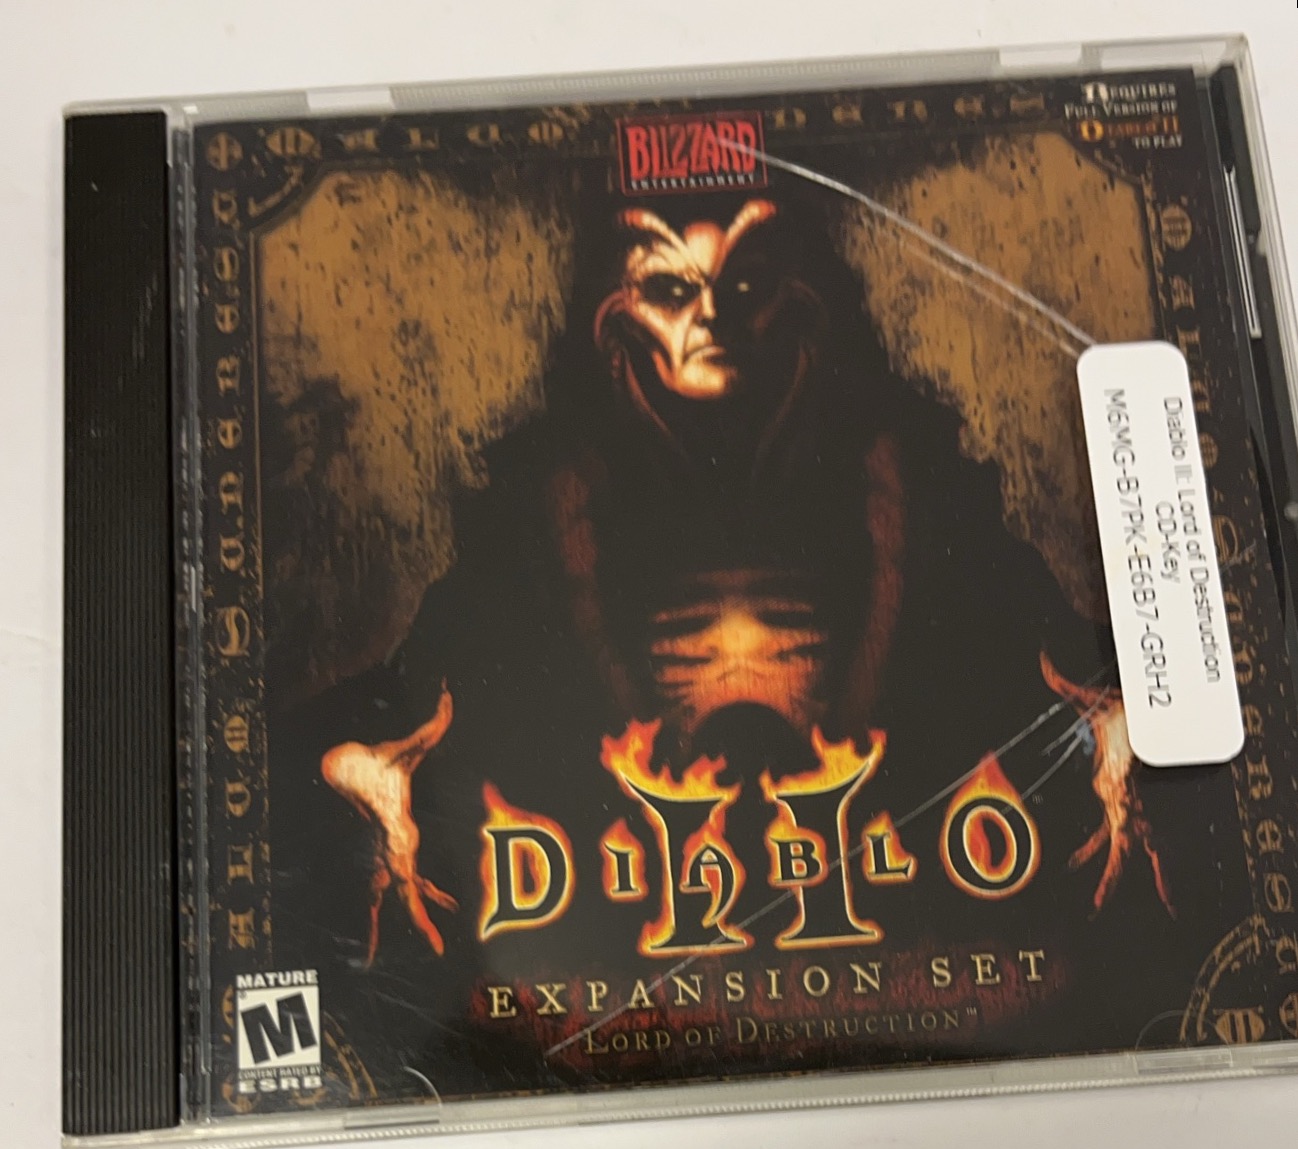 BLIZZARD
ENTERTAINMENT
REQUIRES
FULL VERSION OF
DIABLO II
TO PLAY
Diablo II: Lord of Destruction
CD-Key
M6MG-B7PK-E6B7-GRH2
DIABLO II
EXPANSION SET
LORD OF DESTRUCTION™
MATURE
M
CONTENT RATED BY
ESRB